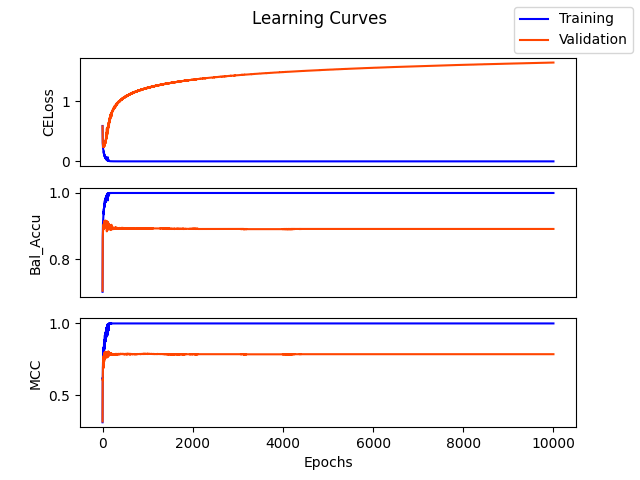 Learning Curves
Training
Validation
CELoss
1
0
Bal_Accu
1.0
0.8
MCC
1.0
0.5
0 2000 4000 6000 8000 10000
Epochs